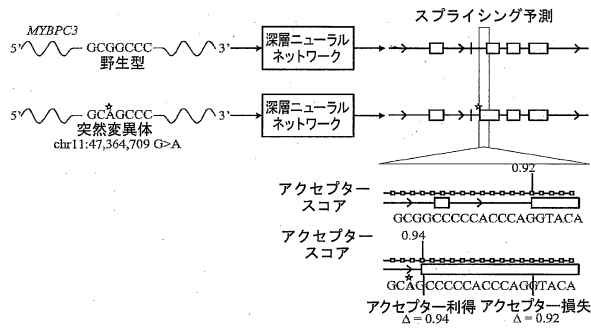 スプライシング予測
MYBPC3
5' GCGGCCC 3'
野生型
深層ニューラル
ネットワーク
5' GCAGCCC 3'
突然変異体
chr11:47,364,709 G>A
深層ニューラル
ネットワーク
0.92
アクセプター
スコア
GCGGCCCCCACCCAGGTACA
アクセプター
スコア
0.94
GCAGCCCCCACCCAGGTACA
アクセプター利得 アクセプター損失
Δ = 0.94 Δ = 0.92